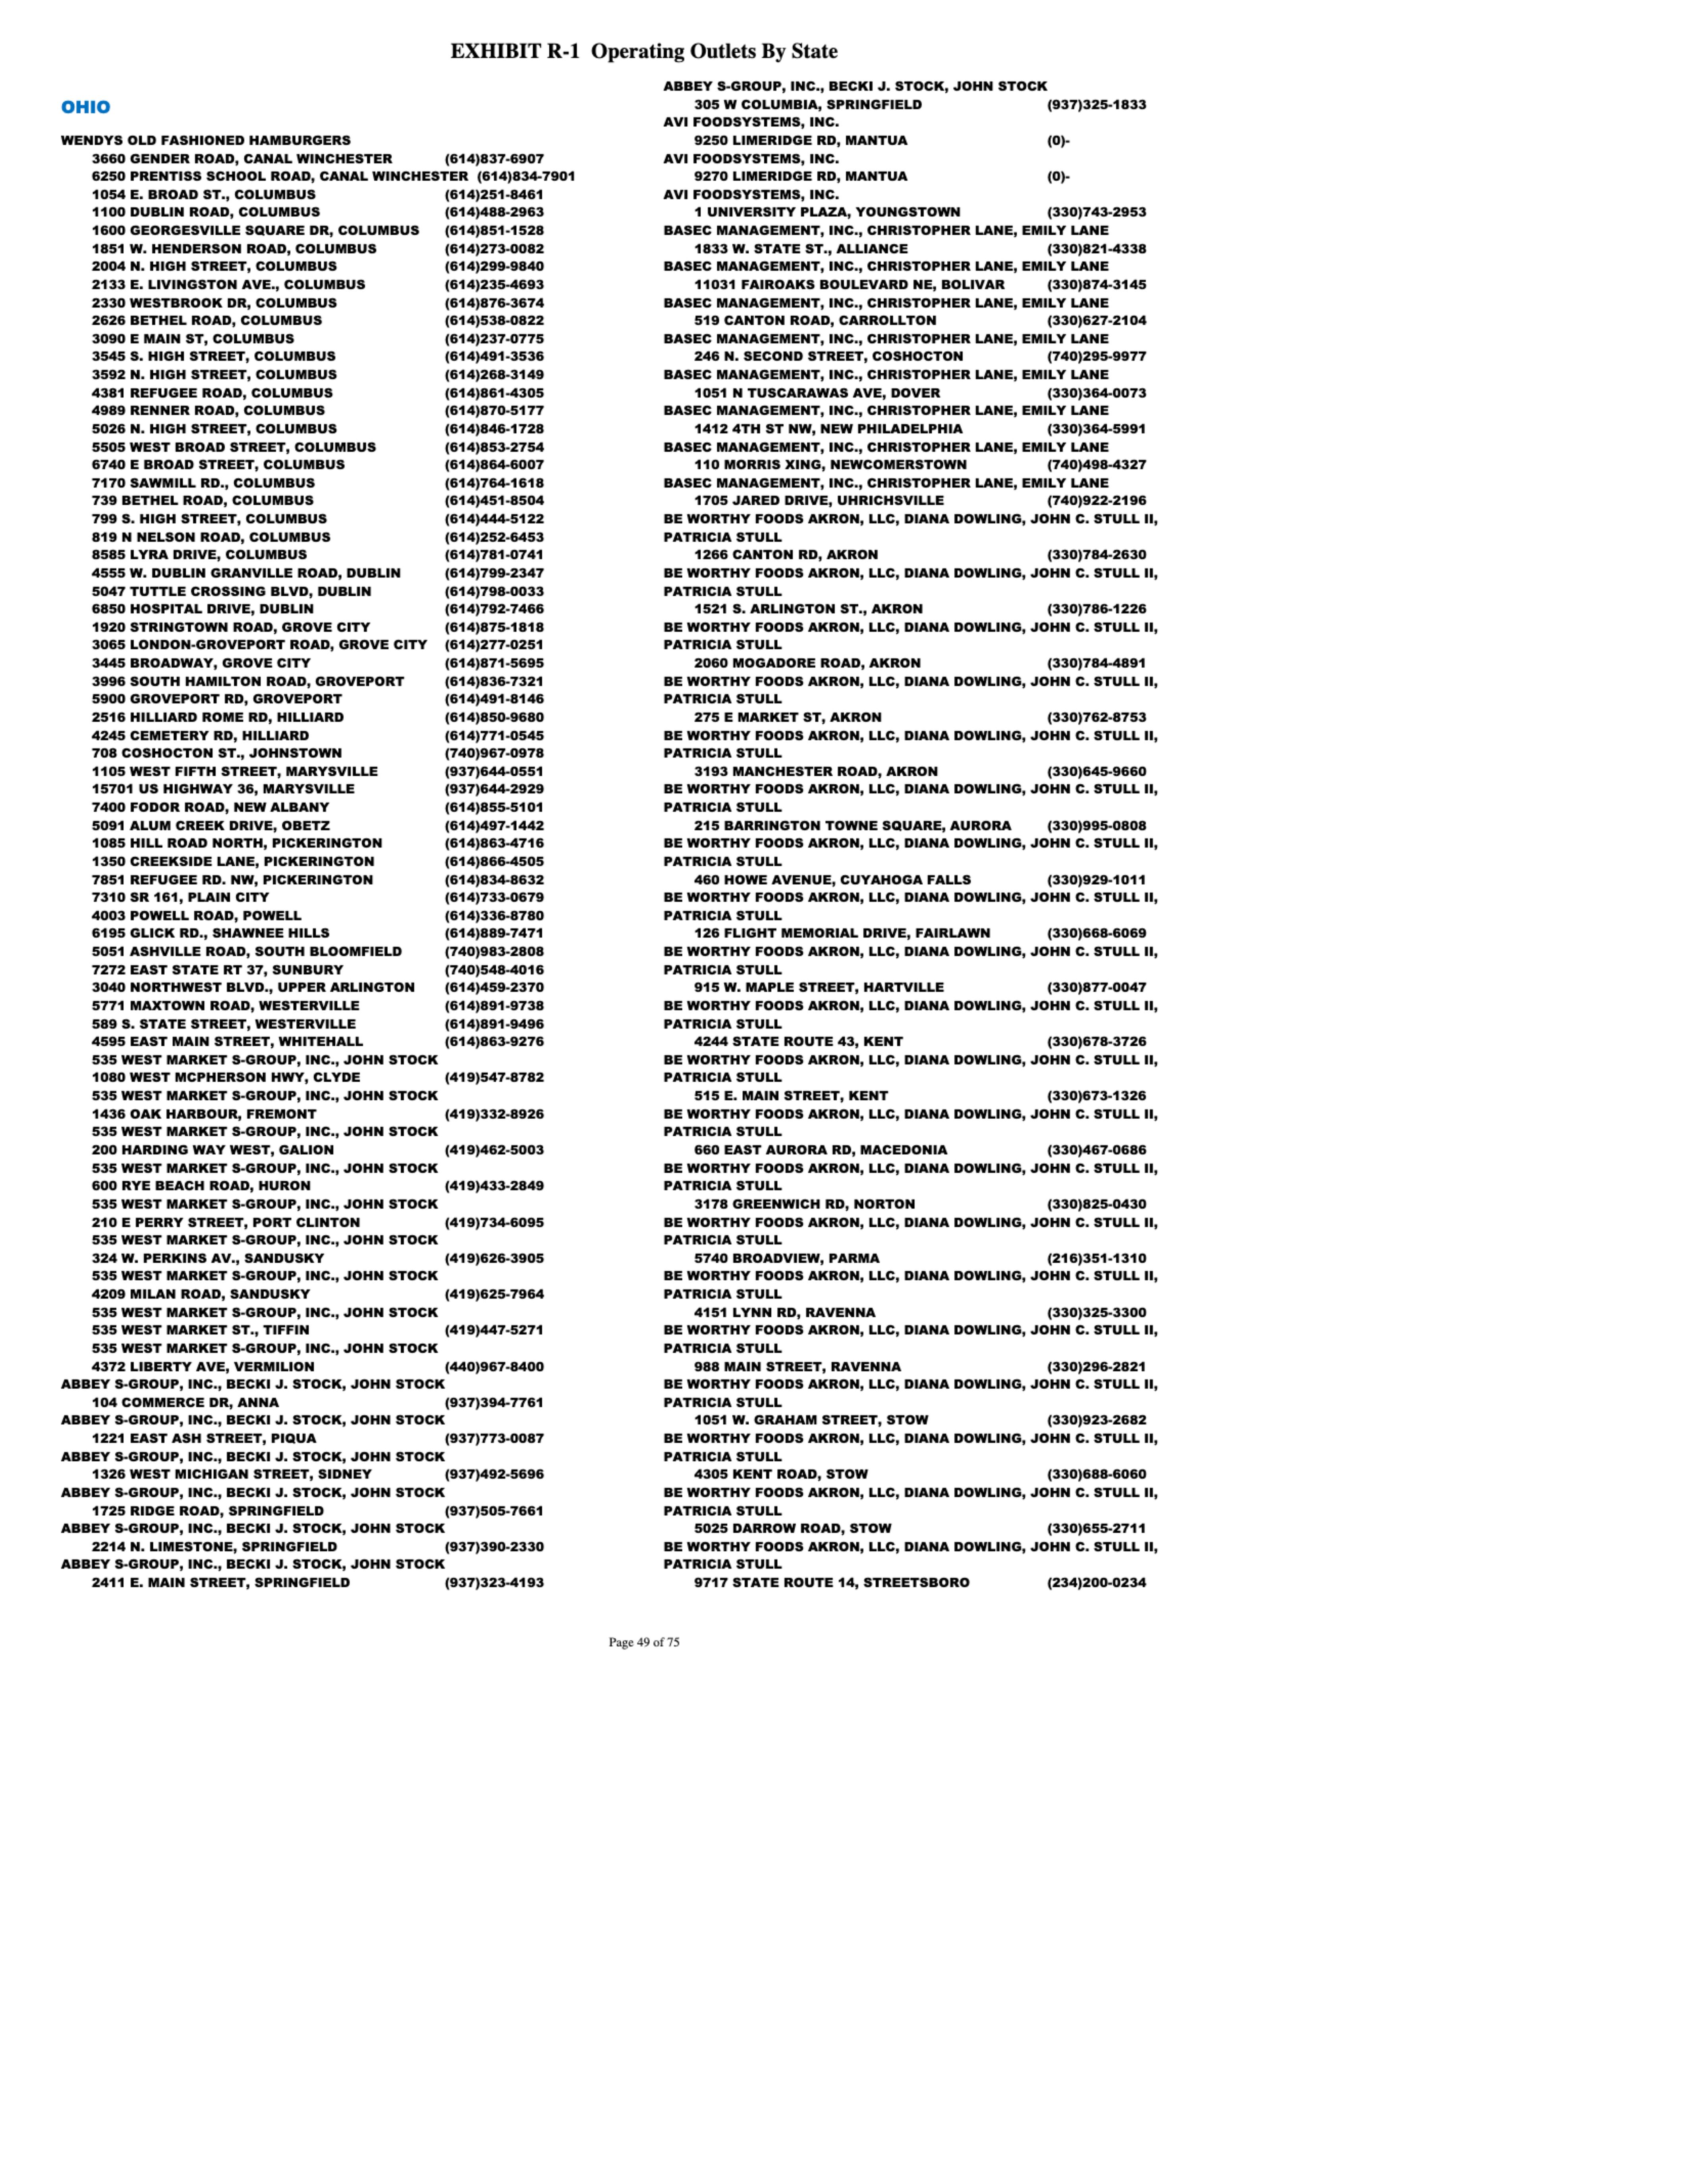 EXHIBIT R-1 Operating Outlets By State
OHIO
WENDYS OLD FASHIONED HAMBURGERS
3660 GENDER ROAD, CANAL WINCHESTER (614)837-6907
6250 PRENTISS SCHOOL ROAD, CANAL WINCHESTER (614)834-7901
1054 E. BROAD ST., COLUMBUS (614)251-8461
1100 DUBLIN ROAD, COLUMBUS (614)488-2963
1600 GEORGESVILLE SQUARE DR, COLUMBUS (614)851-1528
1851 W. HENDERSON ROAD, COLUMBUS (614)273-0082
2004 N. HIGH STREET, COLUMBUS (614)299-9840
2133 E. LIVINGSTON AVE., COLUMBUS (614)235-4693
2330 WESTBROOK DR, COLUMBUS (614)876-3674
2626 BETHEL ROAD, COLUMBUS (614)538-0822
3090 E MAIN ST, COLUMBUS (614)237-0775
3545 S. HIGH STREET, COLUMBUS (614)491-3536
3592 N. HIGH STREET, COLUMBUS (614)268-3149
4381 REFUGEE ROAD, COLUMBUS (614)861-4305
4989 RENNER ROAD, COLUMBUS (614)870-5177
5026 N. HIGH STREET, COLUMBUS (614)846-1728
5505 WEST BROAD STREET, COLUMBUS (614)853-2754
6740 E BROAD STREET, COLUMBUS (614)864-6007
7170 SAWMILL RD., COLUMBUS (614)764-1618
739 BETHEL ROAD, COLUMBUS (614)451-8504
799 S. HIGH STREET, COLUMBUS (614)444-5122
819 N NELSON ROAD, COLUMBUS (614)252-6453
8585 LYRA DRIVE, COLUMBUS (614)781-0741
4555 W. DUBLIN GRANVILLE ROAD, DUBLIN (614)799-2347
5047 TUTTLE CROSSING BLVD, DUBLIN (614)798-0033
6850 HOSPITAL DRIVE, DUBLIN (614)792-7466
1920 STRINGTOWN ROAD, GROVE CITY (614)875-1818
3065 LONDON-GROVEPORT ROAD, GROVE CITY (614)277-0251
3445 BROADWAY, GROVE CITY (614)871-5695
3996 SOUTH HAMILTON ROAD, GROVEPORT (614)836-7321
5900 GROVEPORT RD, GROVEPORT (614)491-8146
2516 HILLIARD ROME RD, HILLIARD (614)850-9680
4245 CEMETERY RD, HILLIARD (614)771-0545
708 COSHOCTON ST., JOHNSTOWN (740)967-0978
1105 WEST FIFTH STREET, MARYSVILLE (937)644-0551
15701 US HIGHWAY 36, MARYSVILLE (937)644-2929
7400 FODOR ROAD, NEW ALBANY (614)855-5101
5091 ALUM CREEK DRIVE, OBETZ (614)497-1442
1085 HILL ROAD NORTH, PICKERINGTON (614)863-4716
1350 CREEKSIDE LANE, PICKERINGTON (614)866-4505
7851 REFUGEE RD. NW, PICKERINGTON (614)834-8632
7310 SR 161, PLAIN CITY (614)733-0679
4003 POWELL ROAD, POWELL (614)336-8780
6195 GLICK RD., SHAWNEE HILLS (614)889-7471
5051 ASHVILLE ROAD, SOUTH BLOOMFIELD (740)983-2808
7272 EAST STATE RT 37, SUNBURY (740)548-4016
3040 NORTHWEST BLVD., UPPER ARLINGTON (614)459-2370
5771 MAXTOWN ROAD, WESTERVILLE (614)891-9738
589 S. STATE STREET, WESTERVILLE (614)891-9496
4595 EAST MAIN STREET, WHITEHALL (614)863-9276
535 WEST MARKET S-GROUP, INC., JOHN STOCK
1080 WEST MCPHERSON HWY, CLYDE (419)547-8782
535 WEST MARKET S-GROUP, INC., JOHN STOCK
1436 OAK HARBOUR, FREMONT (419)332-8926
535 WEST MARKET S-GROUP, INC., JOHN STOCK
200 HARDING WAY WEST, GALION (419)462-5003
535 WEST MARKET S-GROUP, INC., JOHN STOCK
600 RYE BEACH ROAD, HURON (419)433-2849
535 WEST MARKET S-GROUP, INC., JOHN STOCK
210 E PERRY STREET, PORT CLINTON (419)734-6095
535 WEST MARKET S-GROUP, INC., JOHN STOCK
324 W. PERKINS AV., SANDUSKY (419)626-3905
535 WEST MARKET S-GROUP, INC., JOHN STOCK
4209 MILAN ROAD, SANDUSKY (419)625-7964
535 WEST MARKET S-GROUP, INC., JOHN STOCK
535 WEST MARKET ST., TIFFIN (419)447-5271
535 WEST MARKET S-GROUP, INC., JOHN STOCK
4372 LIBERTY AVE, VERMILION (440)967-8400
ABBEY S-GROUP, INC., BECKI J. STOCK, JOHN STOCK
104 COMMERCE DR, ANNA (937)394-7761
ABBEY S-GROUP, INC., BECKI J. STOCK, JOHN STOCK
1221 EAST ASH STREET, PIQUA (937)773-0087
ABBEY S-GROUP, INC., BECKI J. STOCK, JOHN STOCK
1326 WEST MICHIGAN STREET, SIDNEY (937)492-5696
ABBEY S-GROUP, INC., BECKI J. STOCK, JOHN STOCK
1725 RIDGE ROAD, SPRINGFIELD (937)505-7661
ABBEY S-GROUP, INC., BECKI J. STOCK, JOHN STOCK
2214 N. LIMESTONE, SPRINGFIELD (937)390-2330
ABBEY S-GROUP, INC., BECKI J. STOCK, JOHN STOCK
2411 E. MAIN STREET, SPRINGFIELD (937)323-4193
ABBEY S-GROUP, INC., BECKI J. STOCK, JOHN STOCK
305 W COLUMBIA, SPRINGFIELD (937)325-1833
AVI FOODSYSTEMS, INC.
9250 LIMERIDGE RD, MANTUA (0)-
AVI FOODSYSTEMS, INC.
9270 LIMERIDGE RD, MANTUA (0)-
AVI FOODSYSTEMS, INC.
1 UNIVERSITY PLAZA, YOUNGSTOWN (330)743-2953
BASEC MANAGEMENT, INC., CHRISTOPHER LANE, EMILY LANE
1833 W. STATE ST., ALLIANCE (330)821-4338
BASEC MANAGEMENT, INC., CHRISTOPHER LANE, EMILY LANE
11031 FAIROAKS BOULEVARD NE, BOLIVAR (330)874-3145
BASEC MANAGEMENT, INC., CHRISTOPHER LANE, EMILY LANE
519 CANTON ROAD, CARROLLTON (330)627-2104
BASEC MANAGEMENT, INC., CHRISTOPHER LANE, EMILY LANE
246 N. SECOND STREET, COSHOCTON (740)295-9977
BASEC MANAGEMENT, INC., CHRISTOPHER LANE, EMILY LANE
1051 N TUSCARAWAS AVE, DOVER (330)364-0073
BASEC MANAGEMENT, INC., CHRISTOPHER LANE, EMILY LANE
1412 4TH ST NW, NEW PHILADELPHIA (330)364-5991
BASEC MANAGEMENT, INC., CHRISTOPHER LANE, EMILY LANE
110 MORRIS XING, NEWCOMERSTOWN (740)498-4327
BASEC MANAGEMENT, INC., CHRISTOPHER LANE, EMILY LANE
1705 JARED DRIVE, UHRICHSVILLE (740)922-2196
BE WORTHY FOODS AKRON, LLC, DIANA DOWLING, JOHN C. STULL II,
PATRICIA STULL
1266 CANTON RD, AKRON (330)784-2630
BE WORTHY FOODS AKRON, LLC, DIANA DOWLING, JOHN C. STULL II,
PATRICIA STULL
1521 S. ARLINGTON ST., AKRON (330)786-1226
BE WORTHY FOODS AKRON, LLC, DIANA DOWLING, JOHN C. STULL II,
PATRICIA STULL
2060 MOGADORE ROAD, AKRON (330)784-4891
BE WORTHY FOODS AKRON, LLC, DIANA DOWLING, JOHN C. STULL II,
PATRICIA STULL
275 E MARKET ST, AKRON (330)762-8753
BE WORTHY FOODS AKRON, LLC, DIANA DOWLING, JOHN C. STULL II,
PATRICIA STULL
3193 MANCHESTER ROAD, AKRON (330)645-9660
BE WORTHY FOODS AKRON, LLC, DIANA DOWLING, JOHN C. STULL II,
PATRICIA STULL
215 BARRINGTON TOWNE SQUARE, AURORA (330)995-0808
BE WORTHY FOODS AKRON, LLC, DIANA DOWLING, JOHN C. STULL II,
PATRICIA STULL
460 HOWE AVENUE, CUYAHOGA FALLS (330)929-1011
BE WORTHY FOODS AKRON, LLC, DIANA DOWLING, JOHN C. STULL II,
PATRICIA STULL
126 FLIGHT MEMORIAL DRIVE, FAIRLAWN (330)668-6069
BE WORTHY FOODS AKRON, LLC, DIANA DOWLING, JOHN C. STULL II,
PATRICIA STULL
915 W. MAPLE STREET, HARTVILLE (330)877-0047
BE WORTHY FOODS AKRON, LLC, DIANA DOWLING, JOHN C. STULL II,
PATRICIA STULL
4244 STATE ROUTE 43, KENT (330)678-3726
BE WORTHY FOODS AKRON, LLC, DIANA DOWLING, JOHN C. STULL II,
PATRICIA STULL
515 E. MAIN STREET, KENT (330)673-1326
BE WORTHY FOODS AKRON, LLC, DIANA DOWLING, JOHN C. STULL II,
PATRICIA STULL
660 EAST AURORA RD, MACEDONIA (330)467-0686
BE WORTHY FOODS AKRON, LLC, DIANA DOWLING, JOHN C. STULL II,
PATRICIA STULL
3178 GREENWICH RD, NORTON (330)825-0430
BE WORTHY FOODS AKRON, LLC, DIANA DOWLING, JOHN C. STULL II,
PATRICIA STULL
5740 BROADVIEW, PARMA (216)351-1310
BE WORTHY FOODS AKRON, LLC, DIANA DOWLING, JOHN C. STULL II,
PATRICIA STULL
4151 LYNN RD, RAVENNA (330)325-3300
BE WORTHY FOODS AKRON, LLC, DIANA DOWLING, JOHN C. STULL II,
PATRICIA STULL
988 MAIN STREET, RAVENNA (330)296-2821
BE WORTHY FOODS AKRON, LLC, DIANA DOWLING, JOHN C. STULL II,
PATRICIA STULL
1051 W. GRAHAM STREET, STOW (330)923-2682
BE WORTHY FOODS AKRON, LLC, DIANA DOWLING, JOHN C. STULL II,
PATRICIA STULL
4305 KENT ROAD, STOW (330)688-6060
BE WORTHY FOODS AKRON, LLC, DIANA DOWLING, JOHN C. STULL II,
PATRICIA STULL
5025 DARROW ROAD, STOW (330)655-2711
BE WORTHY FOODS AKRON, LLC, DIANA DOWLING, JOHN C. STULL II,
PATRICIA STULL
9717 STATE ROUTE 14, STREETSBORO (234)200-0234
Page 49 of 75